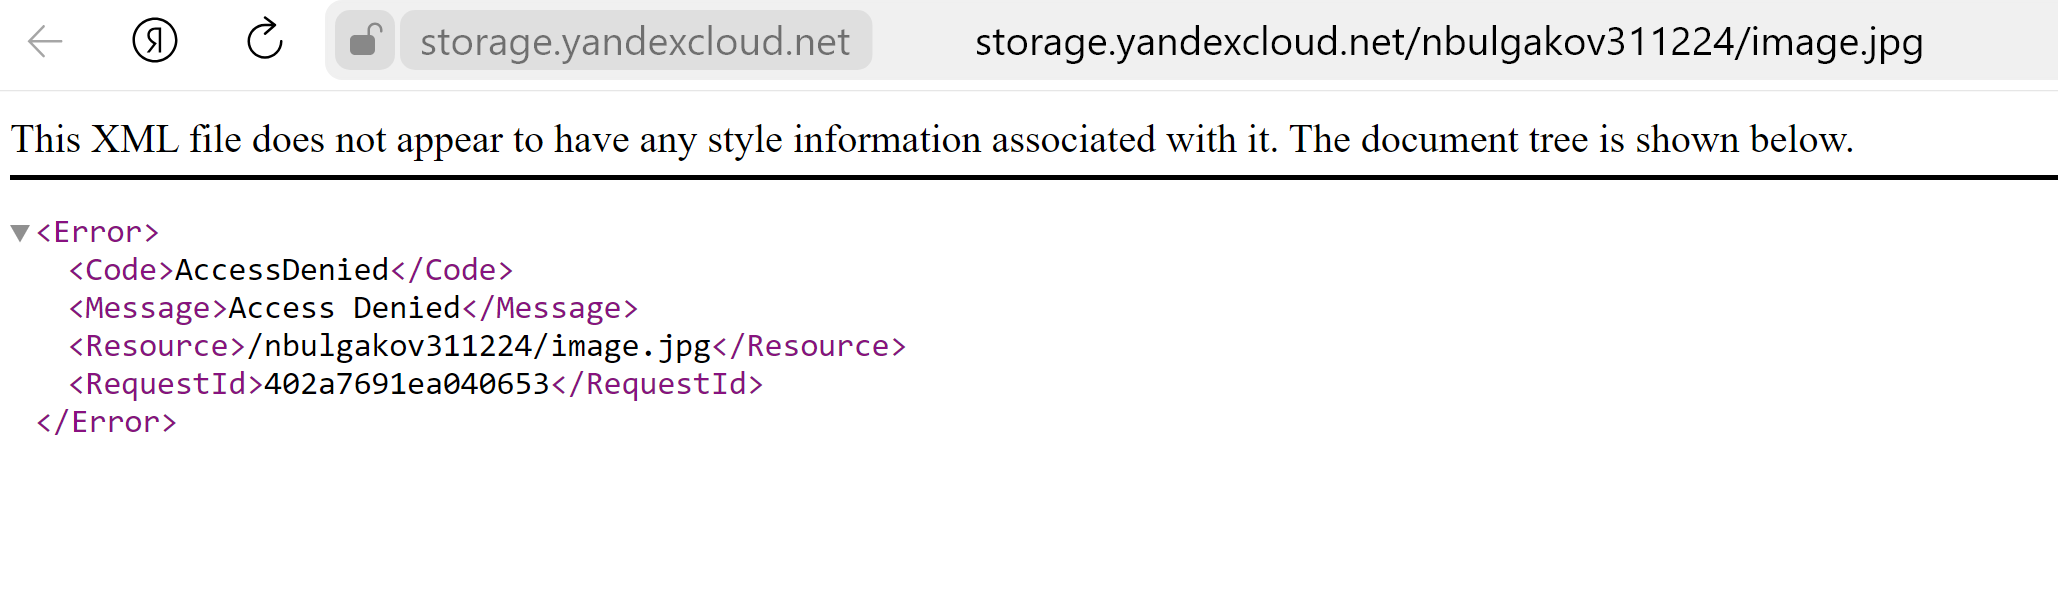 Я storage.yandexcloud.net storage.yandexcloud.net/nbulgakov311224/image.jpg
This XML file does not appear to have any style information associated with it. The document tree is shown below.
<Error>
<Code>AccessDenied</Code>
<Message>Access Denied</Message>
<Resource>/nbulgakov311224/image.jpg</Resource>
<RequestId>402a7691ea040653</RequestId>
</Error>